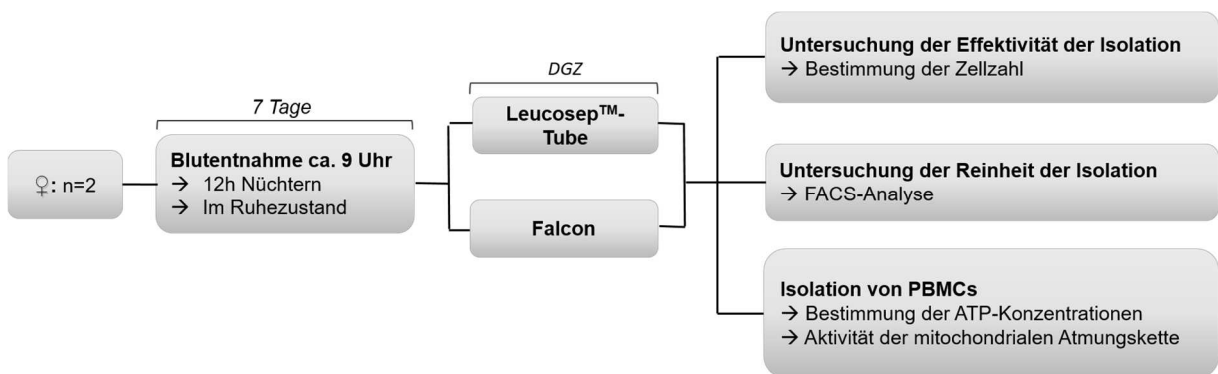 ♀: n=2
7 Tage
Blutentnahme ca. 9 Uhr
→ 12h Nüchtern
→ Im Ruhezustand
DGZ
Leucosep™-
Tube
Falcon
Untersuchung der Effektivität der Isolation
→ Bestimmung der Zellzahl
Untersuchung der Reinheit der Isolation
→ FACS-Analyse
Isolation von PBMCs
→ Bestimmung der ATP-Konzentrationen
→ Aktivität der mitochondrialen Atmungskette